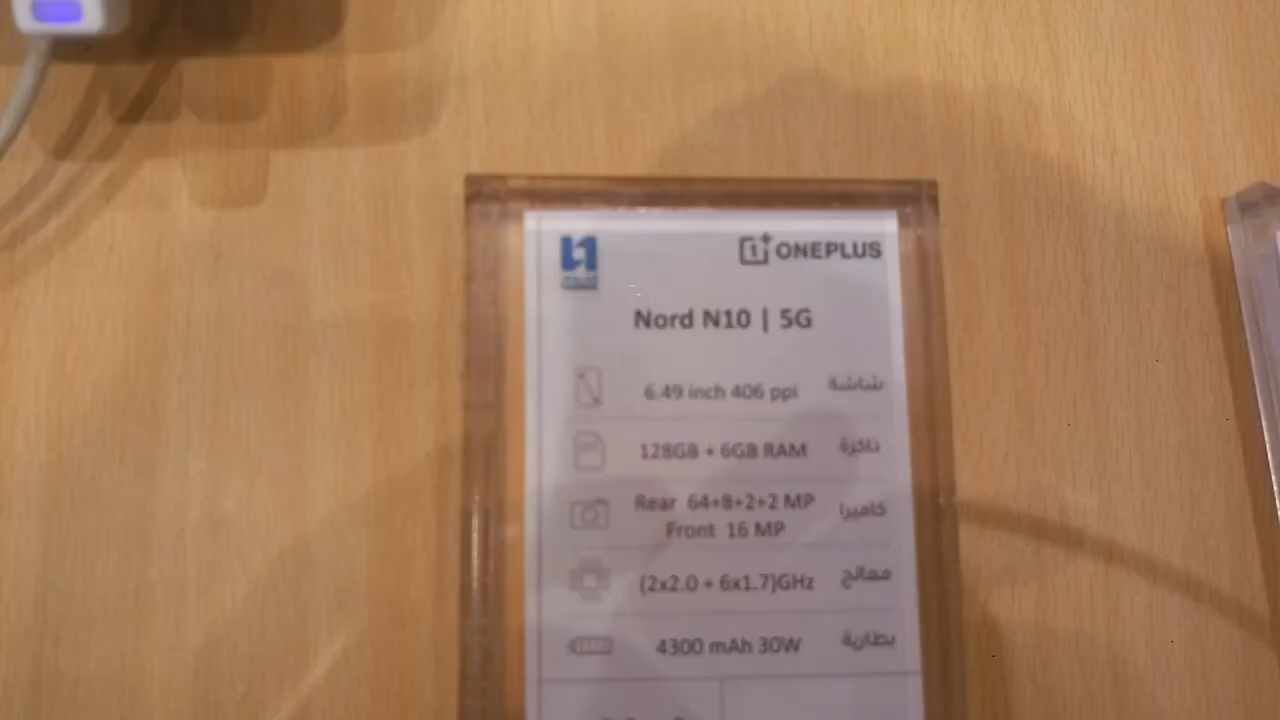 ONEPLUS
Nord N10 | 5G
6.49 inch 406 ppi شاشة
128GB + 6GB RAM ذاكرة
Rear 64+8+2+2 MP كاميرا
Front 16 MP
(2x2.0 + 6x1.7)GHz معالج
4300 mAh 30W بطارية